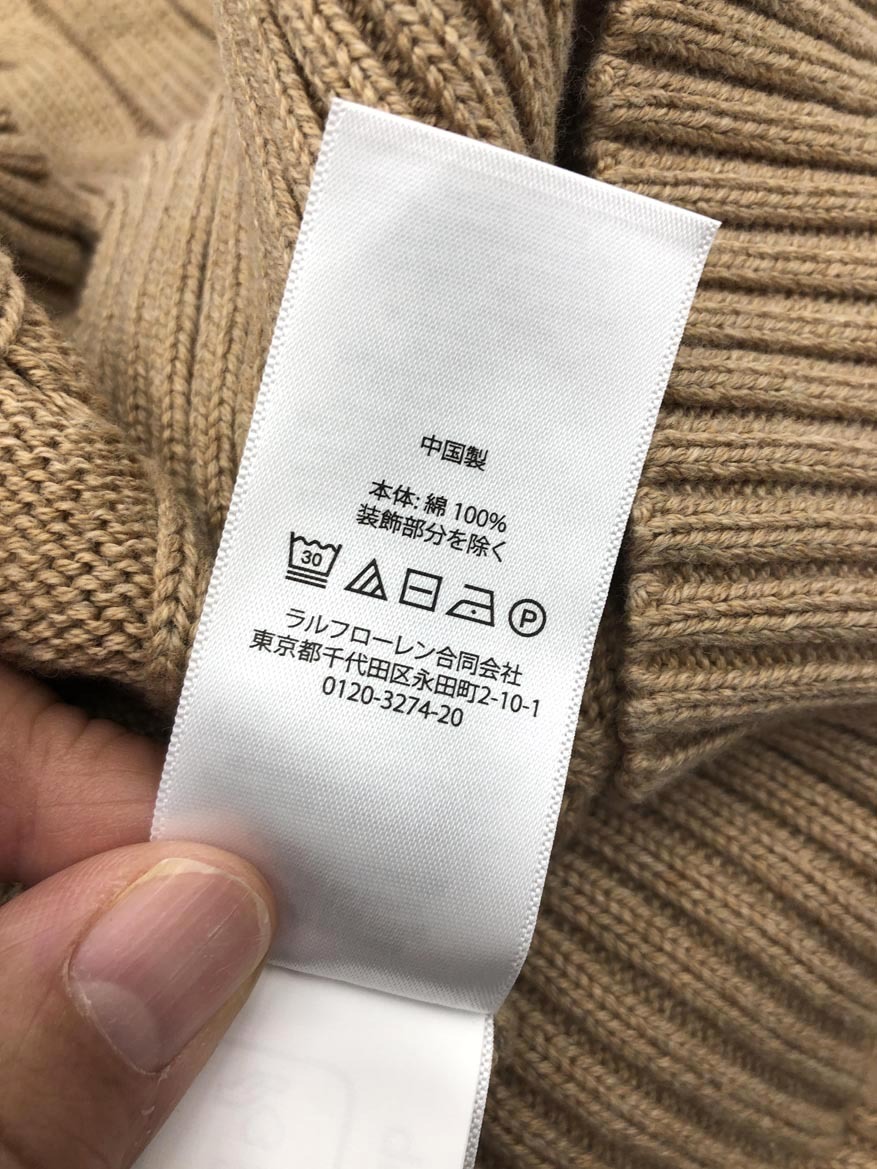 中国製
本体: 綿 100%
装飾部分を除く
30
P
ラルフローレン合同会社
東京都千代田区永田町2-10-1
0120-3274-20